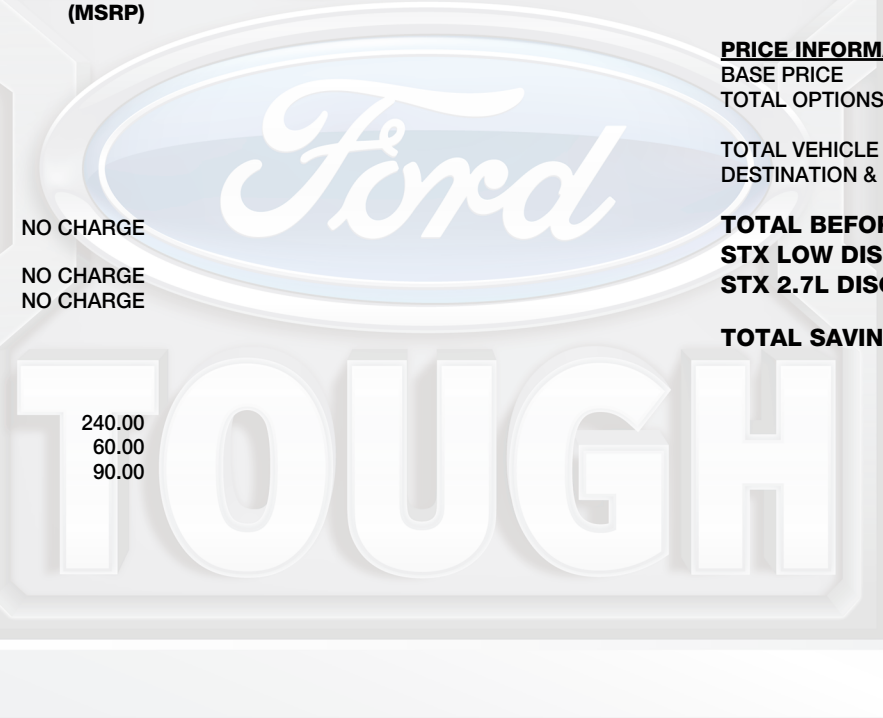 (MSRP)
NO CHARGE
NO CHARGE
NO CHARGE
240.00
60.00
90.00
Ford
TOUGH
PRICE INFORMA
BASE PRICE
TOTAL OPTIONS
TOTAL VEHICLE
DESTINATION &
TOTAL BEFOR
STX LOW DIS
STX 2.7L DISC
TOTAL SAVIN